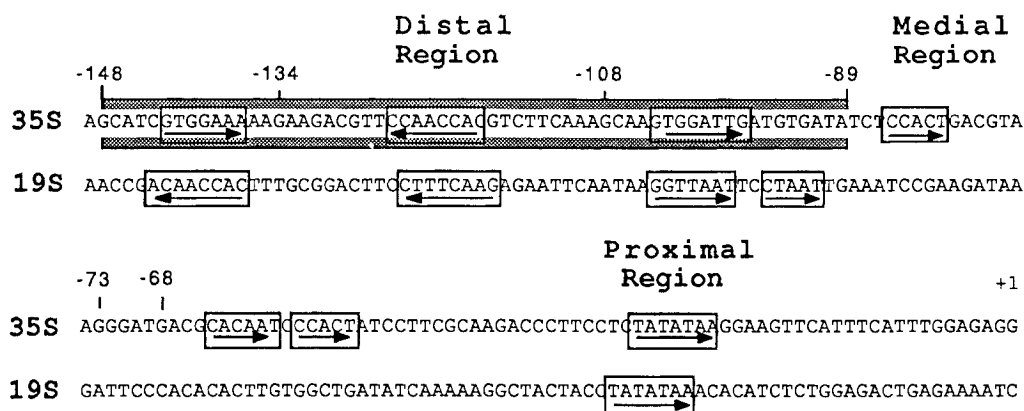 Distal Region
Medial Region
-148 -134 -108 -89
35S AGCATCGTGGAAAAAGAAGACGTTCCAACCACGTCTTCAAAGCAAGTGGATTGATGTGATATCTCCACTGACGTA
19S AACCGACAACCACTTTGCGGACTTCCTTTCAAGAGAATTCAATAAGGTTAATTCCTAATTGAAATCCGAAGATAA
Proximal Region
-73 -68 +1
35S AGGGATGACGCACAATCCCACTATCCTTCGCAAGACCCTTCCTCTATATAAGGAAGTTCATTTCATTTGGAGAGG
19S GATTCCCACACACTTGTGGCTGATATCAAAAAGGCTACTACCTATATAAACACATCTCTGGAGACTGAGAAAATC